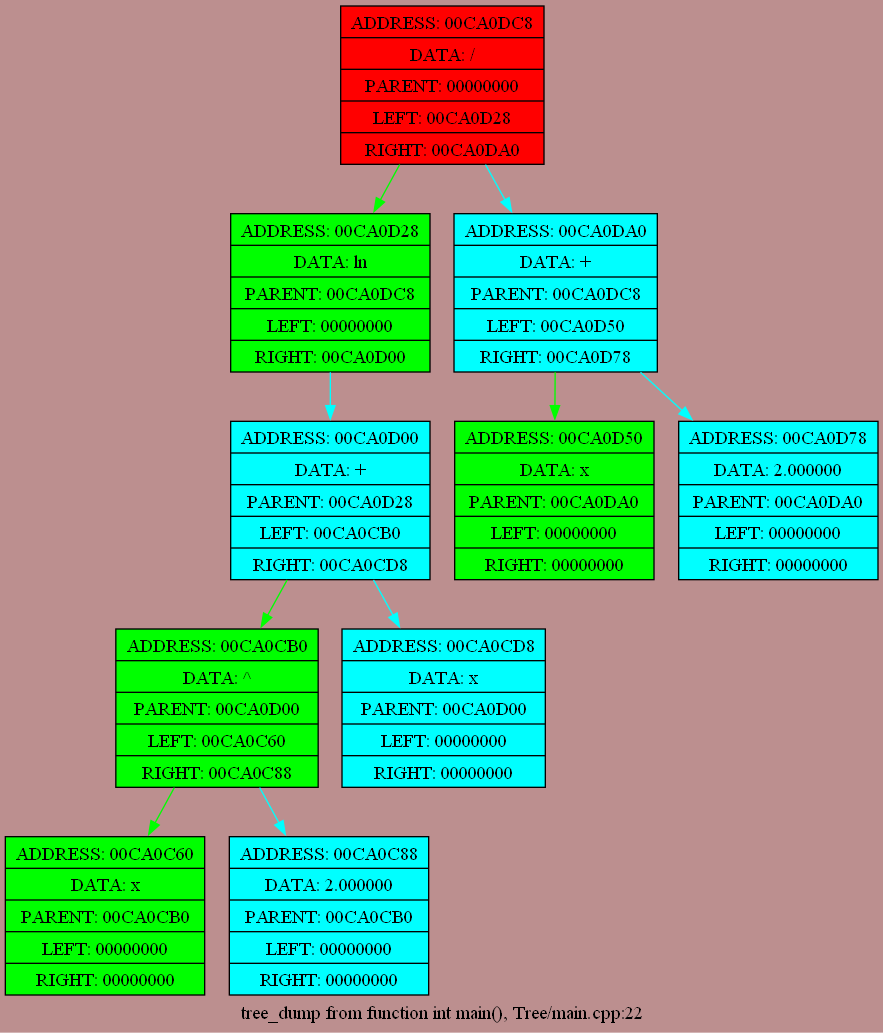 ADDRESS: 00CA0DC8
DATA: /
PARENT: 00000000
LEFT: 00CA0D28
RIGHT: 00CA0DA0
ADDRESS: 00CA0D28
DATA: ln
PARENT: 00CA0DC8
LEFT: 00000000
RIGHT: 00CA0D00
ADDRESS: 00CA0DA0
DATA: +
PARENT: 00CA0DC8
LEFT: 00CA0D50
RIGHT: 00CA0D78
ADDRESS: 00CA0D00
DATA: +
PARENT: 00CA0D28
LEFT: 00CA0CB0
RIGHT: 00CA0CD8
ADDRESS: 00CA0D50
DATA: x
PARENT: 00CA0DA0
LEFT: 00000000
RIGHT: 00000000
ADDRESS: 00CA0D78
DATA: 2.000000
PARENT: 00CA0DA0
LEFT: 00000000
RIGHT: 00000000
ADDRESS: 00CA0CB0
DATA: ^
PARENT: 00CA0D00
LEFT: 00CA0C60
RIGHT: 00CA0C88
ADDRESS: 00CA0CD8
DATA: x
PARENT: 00CA0D00
LEFT: 00000000
RIGHT: 00000000
ADDRESS: 00CA0C60
DATA: x
PARENT: 00CA0CB0
LEFT: 00000000
RIGHT: 00000000
ADDRESS: 00CA0C88
DATA: 2.000000
PARENT: 00CA0CB0
LEFT: 00000000
RIGHT: 00000000
tree_dump from function int main(), Tree/main.cpp:22